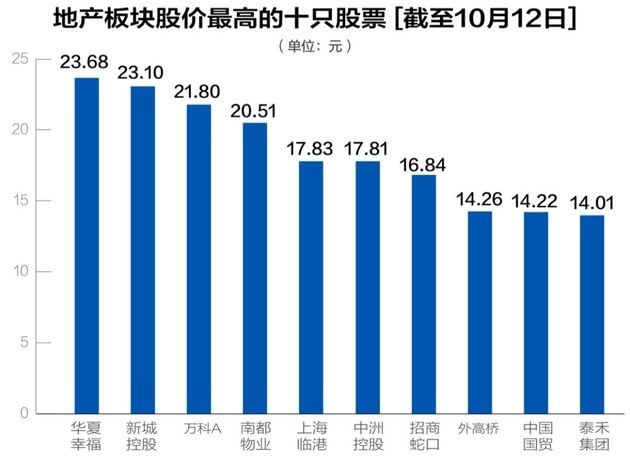 地产板块股价最高的十只股票 [截至10月12日]
（单位：元）
25
20
15
10
5
0
23.68
23.10
21.80
20.51
17.83
17.81
16.84
14.26
14.22
14.01
华夏
幸福
新城
控股
万科A
南都
物业
上海
临港
中洲
控股
招商
蛇口
外高桥
中国
国贸
泰禾
集团